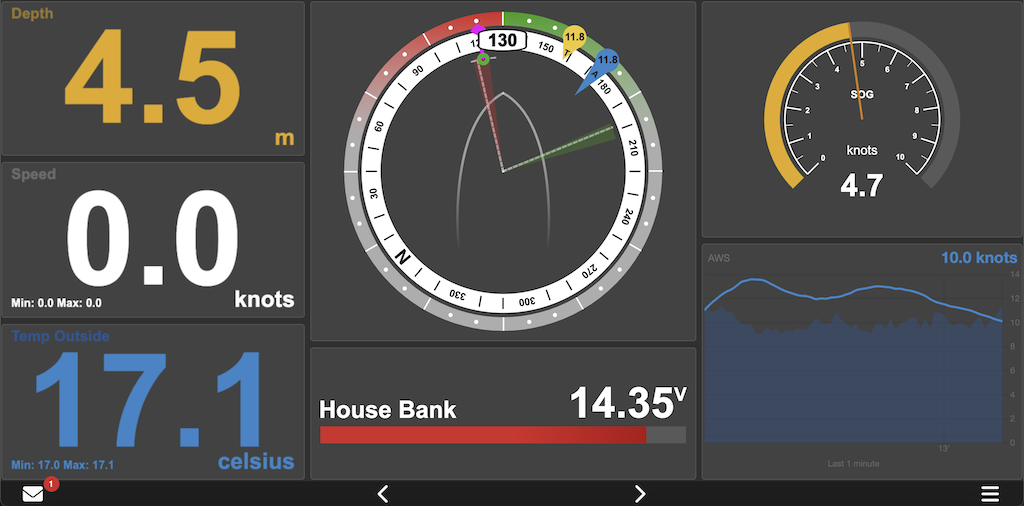 Depth
4.5
m
Speed
0.0
Min: 0.0 Max: 0.0
knots
Temp Outside
17.1
Min: 17.0 Max: 17.1
celsius
130
150
11.8
T
11.8
A
180
210
240
270
300
330
N
30
60
90
House Bank
14.35V
0
1
2
3
4
5
6
7
8
9
10
SOG
knots
4.7
AWS
10.0 knots
14
12
10
8
6
4
2
0
13'
Last 1 minute
1